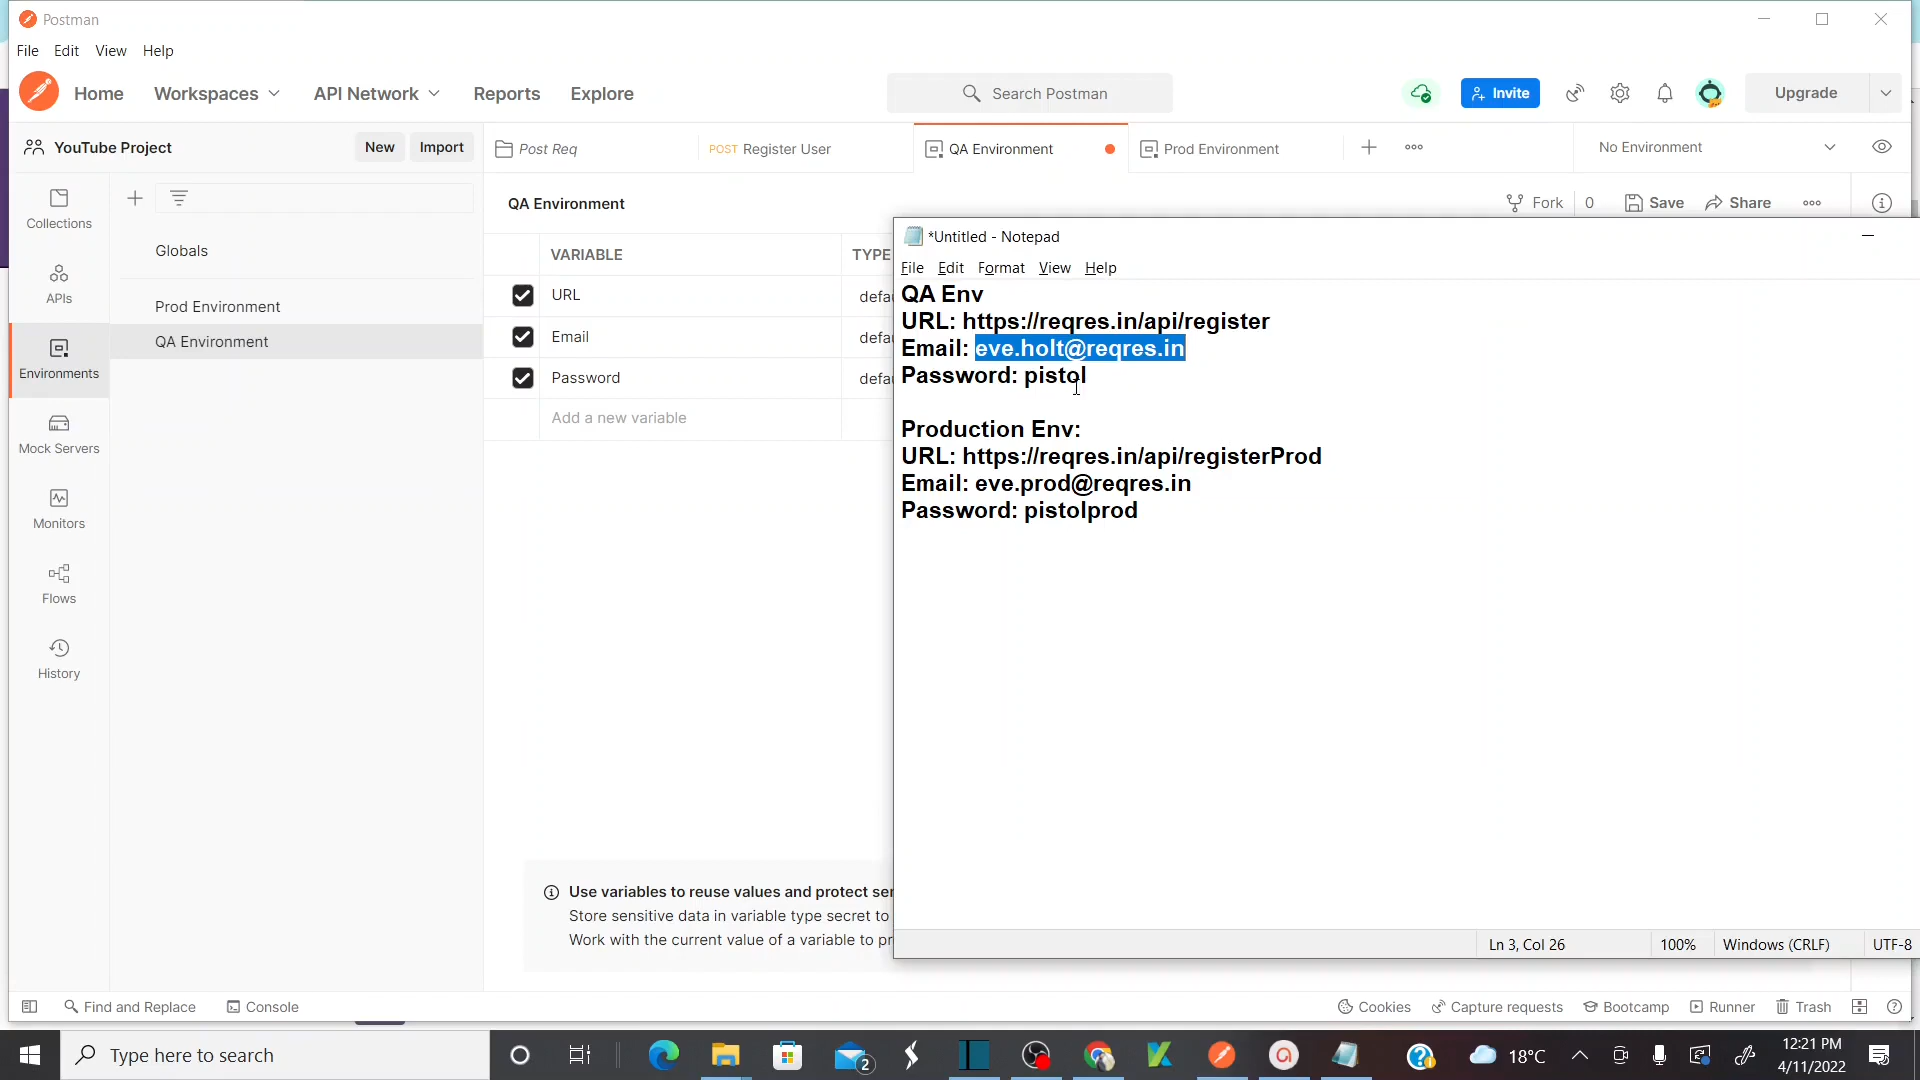 Postman
File Edit View Help
Home Workspaces API Network Reports Explore Search Postman Invite Upgrade
YouTube Project New Import Post Req POST Register User QA Environment Prod Environment No Environment
QA Environment Fork 0 Save Share
Collections
Globals
APIs
Prod Environment
QA Environment
Environments
Mock Servers
Monitors
Flows
History
VARIABLE TYPE
URL defau
Email defau
Password defau
Add a new variable
Use variables to reuse values and protect sen
Store sensitive data in variable type secret to
Work with the current value of a variable to pr
*Untitled - Notepad
File Edit Format View Help
QA Env
URL: https://reqres.in/api/register
Email: eve.holt@reqres.in
Password: pistol
Production Env:
URL: https://reqres.in/api/registerProd
Email: eve.prod@reqres.in
Password: pistolprod
Ln 3, Col 26 100% Windows (CRLF) UTF-8
Find and Replace Console Cookies Capture requests Bootcamp Runner Trash
Type here to search 2 18°C 12:21 PM
4/11/2022